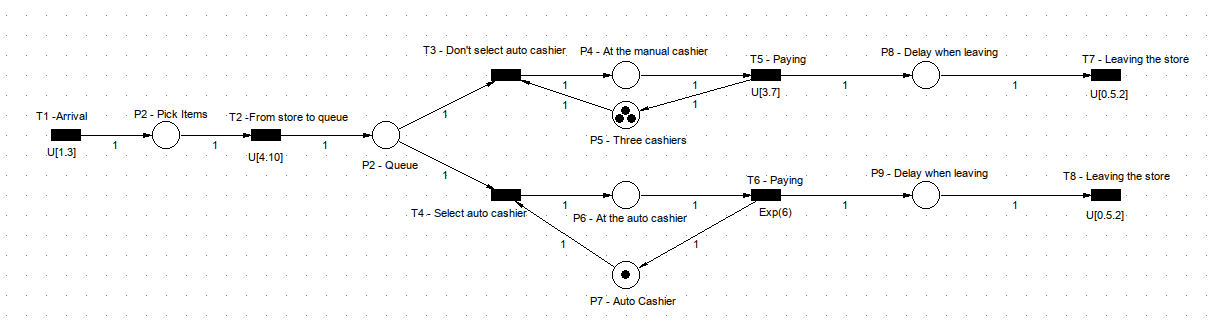 T3 - Don't select auto cashier
P4 - At the manual cashier
T5 - Paying
P8 - Delay when leaving
T7 - Leaving the store
1
1
1
1
1
1
U[3.7]
U[0.5.2]
P5 - Three cashiers
T1 -Arrival
P2 - Pick Items
T2 -From store to queue
1
1
1
1
U[1.3]
U[4:10]
P2 - Queue
1
T6 - Paying
P9 - Delay when leaving
T8 - Leaving the store
T4 - Select auto cashier
1
P6 - At the auto cashier
1
Exp(6)
1
1
U[0.5.2]
1
1
P7 - Auto Cashier